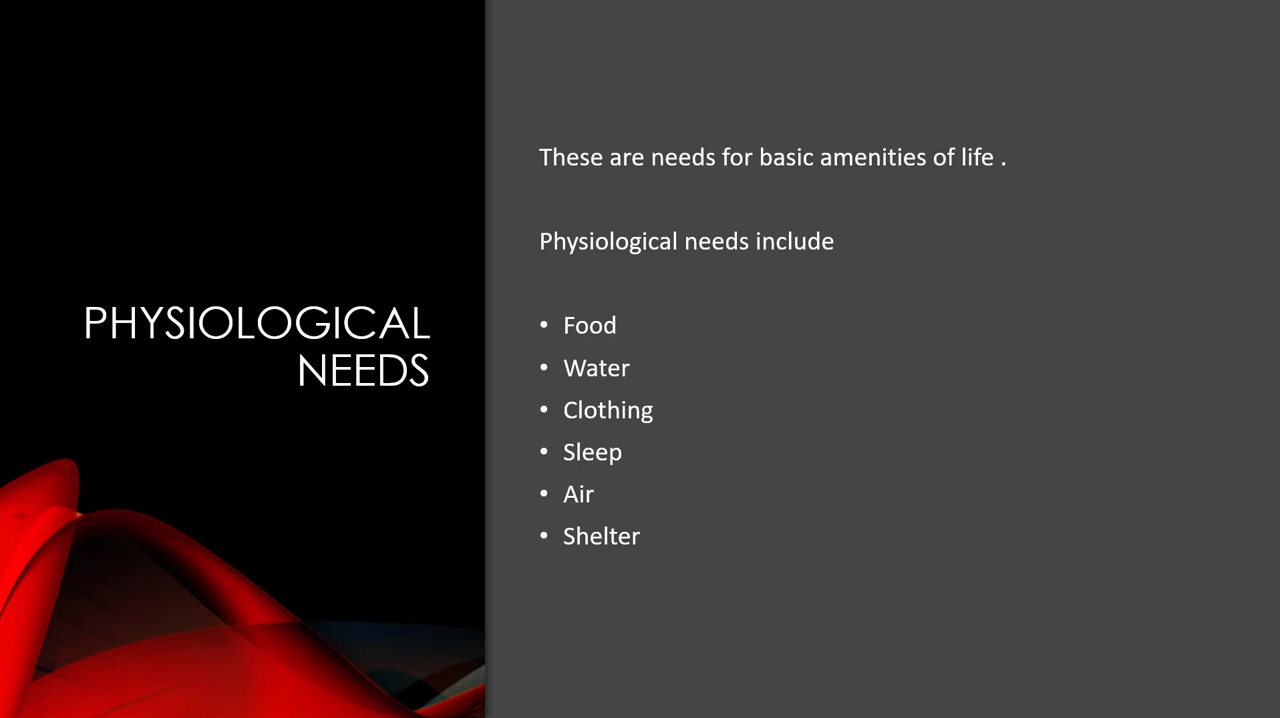 PHYSIOLOGICAL
NEEDS
These are needs for basic amenities of life .
Physiological needs include
• Food
• Water
• Clothing
• Sleep
• Air
• Shelter